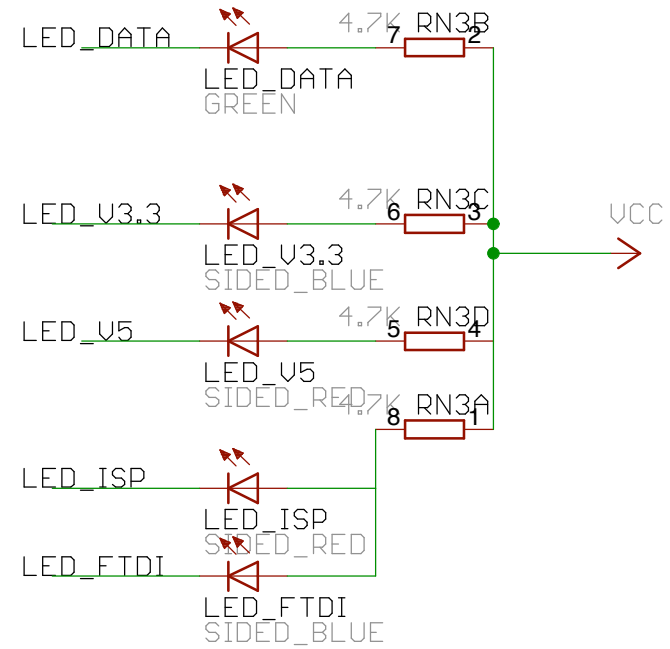 4.7K RN3B
LED_DATA 7 2
LED_DATA
GREEN
4.7K RN3C
LED_V3.3 6 3 VCC
LED_V3.3
SIDED_BLUE
4.7K RN3D
LED_V5 5 4
LED_V5
SIDED_RED
4.7K RN3A
8 1
LED_ISP
LED_ISP
SIDED_RED
LED_FTDI
LED_FTDI
SIDED_BLUE